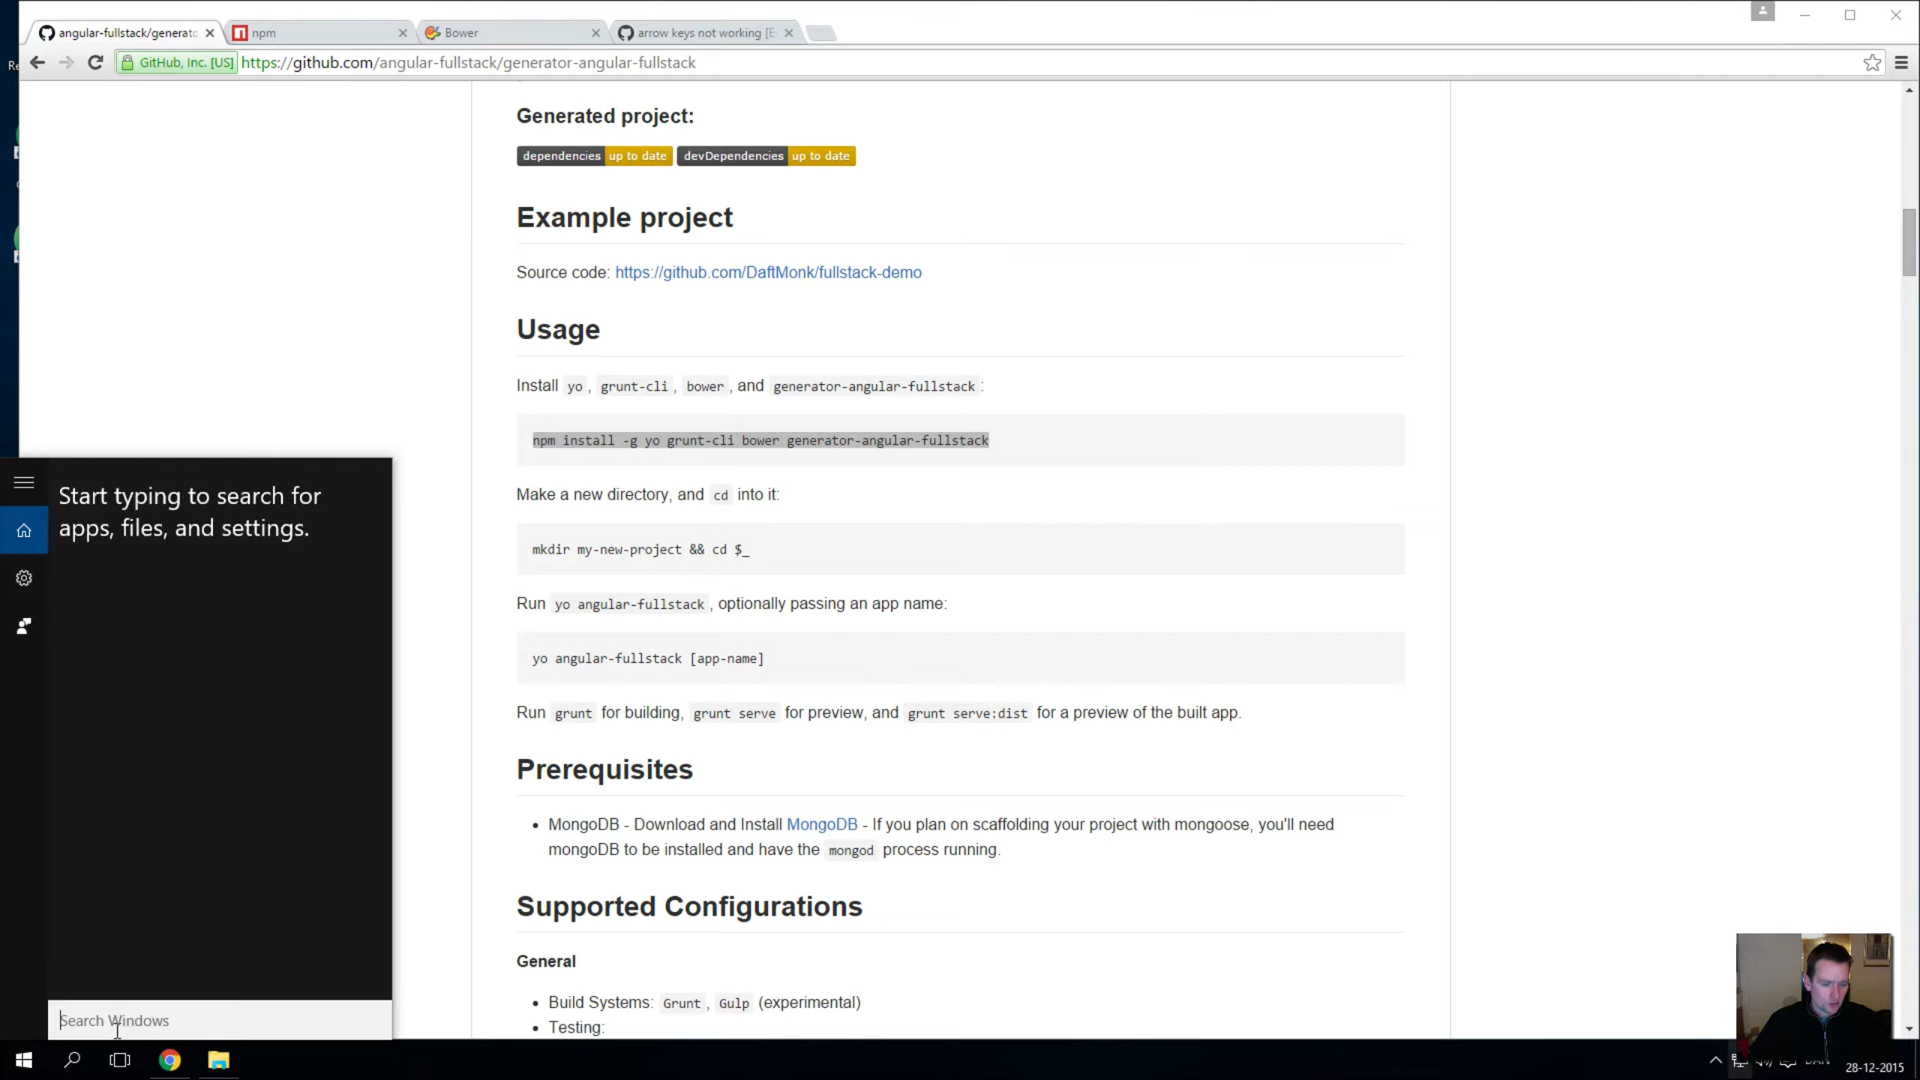 angular-fullstack/generato
npm
Bower
arrow keys not working [E
GitHub, Inc. [US]
https://github.com/angular-fullstack/generator-angular-fullstack
Generated project:
dependencies up to date devDependencies up to date
Example project
Source code: https://github.com/DaftMonk/fullstack-demo
Usage
Install yo , grunt-cli , bower , and generator-angular-fullstack :
npm install -g yo grunt-cli bower generator-angular-fullstack
Make a new directory, and cd into it:
mkdir my-new-project && cd $_
Run yo angular-fullstack , optionally passing an app name:
yo angular-fullstack [app-name]
Run grunt for building, grunt serve for preview, and grunt serve:dist for a preview of the built app.
Prerequisites
• MongoDB - Download and Install MongoDB - If you plan on scaffolding your project with mongoose, you'll need
mongoDB to be installed and have the mongod process running.
Supported Configurations
General
• Build Systems: Grunt , Gulp (experimental)
• Testing:
Start typing to search for
apps, files, and settings.
Search Windows
28-12-2015